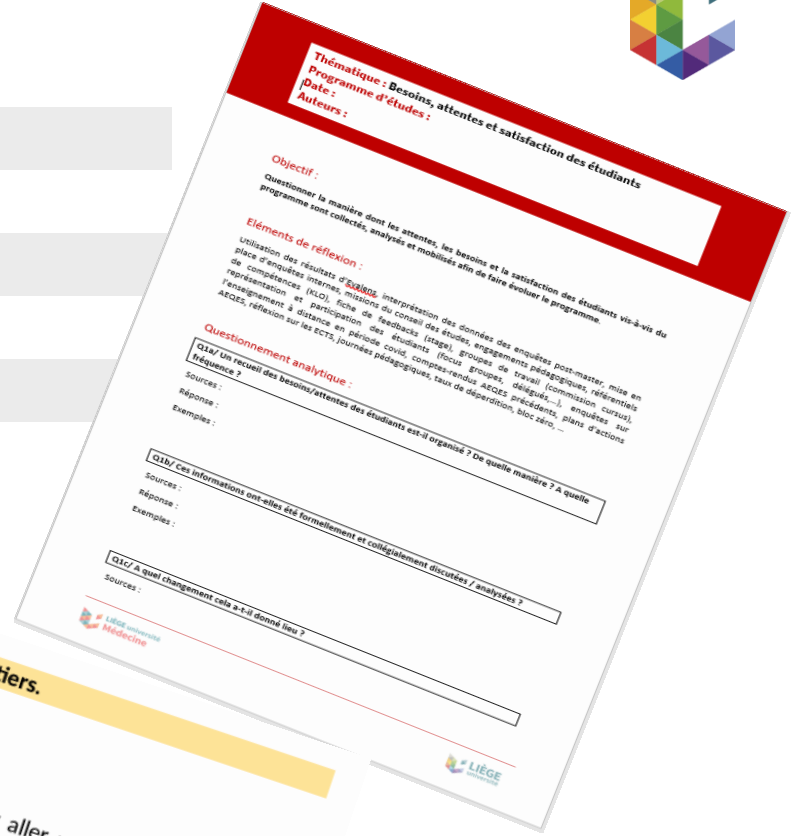 Thématique : Besoins, attentes et satisfaction des étudiants
Programme d'études :
Date :
Auteurs :
Objectif :
Questionner la manière dont les attentes, les besoins et la satisfaction des étudiants vis-à-vis du
programme sont collectés, analysés et mobilisés afin de faire évoluer le programme.
Eléments de réflexion :
Utilisation des résultats d'Evalens, interprétation des données des enquêtes post-master, mise en
place d'enquêtes internes, missions du conseil des études, engagements pédagogiques, référentiels
de compétences (KLO), fiche de feedbacks (stage), groupes de travail (commission cursus),
représentation et participation des étudiants (focus groupes, délégués,...), enquêtes sur
l'enseignement à distance en période covid, comptes-rendus AEQES précédents, plans d'actions
AEQES, réflexion sur les ECTS, journées pédagogiques, taux de déperdition, bloc zéro, ...
Questionnement analytique :
Q1a/ Un recueil des besoins/attentes des étudiants est-il organisé ? De quelle manière ? A quelle
fréquence ?
Sources :
Réponse :
Exemples :
Q1b/ Ces informations ont-elles été formellement et collégialement discutées / analysées ?
Sources :
Réponse :
Exemples :
Q1c/ A quel changement cela a-t-il donné lieu ?
Sources :
LIÈGE université
Médecine
LIÈGE
université
tiers.
aller